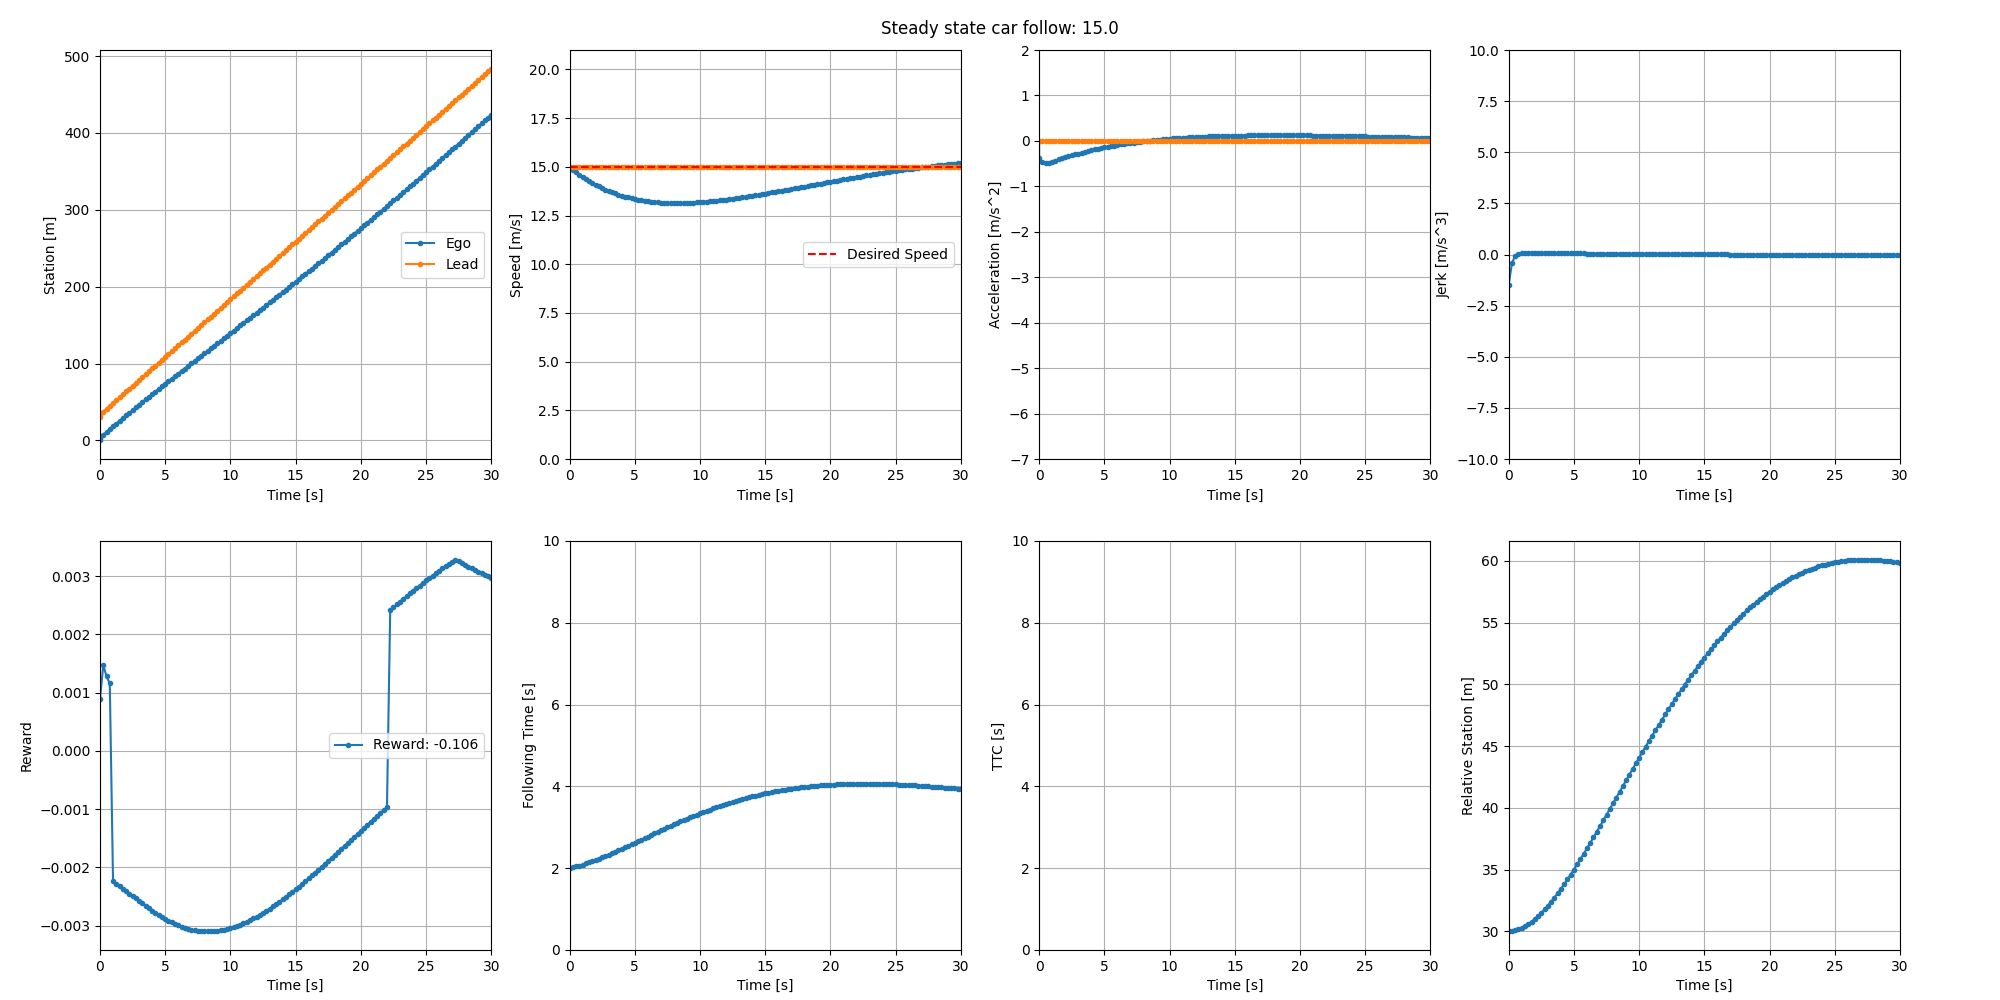 Steady state car follow: 15.0
500
400
300
200
100
0
Station [m]
Ego
Lead
0 5 10 15 20 25 30
Time [s]
20.0
17.5
15.0
12.5
10.0
7.5
5.0
2.5
0.0
Speed [m/s]
Desired Speed
0 5 10 15 20 25 30
Time [s]
2
1
0
−1
−2
−3
−4
−5
−6
−7
Acceleration [m/s^2]
0 5 10 15 20 25 30
Time [s]
10.0
7.5
5.0
2.5
0.0
−2.5
−5.0
−7.5
−10.0
Jerk [m/s^3]
0 5 10 15 20 25 30
Time [s]
0.003
0.002
0.001
0.000
−0.001
−0.002
−0.003
Reward
Reward: -0.106
0 5 10 15 20 25 30
Time [s]
10
8
6
4
2
0
Following Time [s]
0 5 10 15 20 25 30
Time [s]
10
8
6
4
2
0
TTC [s]
0 5 10 15 20 25 30
Time [s]
60
55
50
45
40
35
30
Relative Station [m]
0 5 10 15 20 25 30
Time [s]